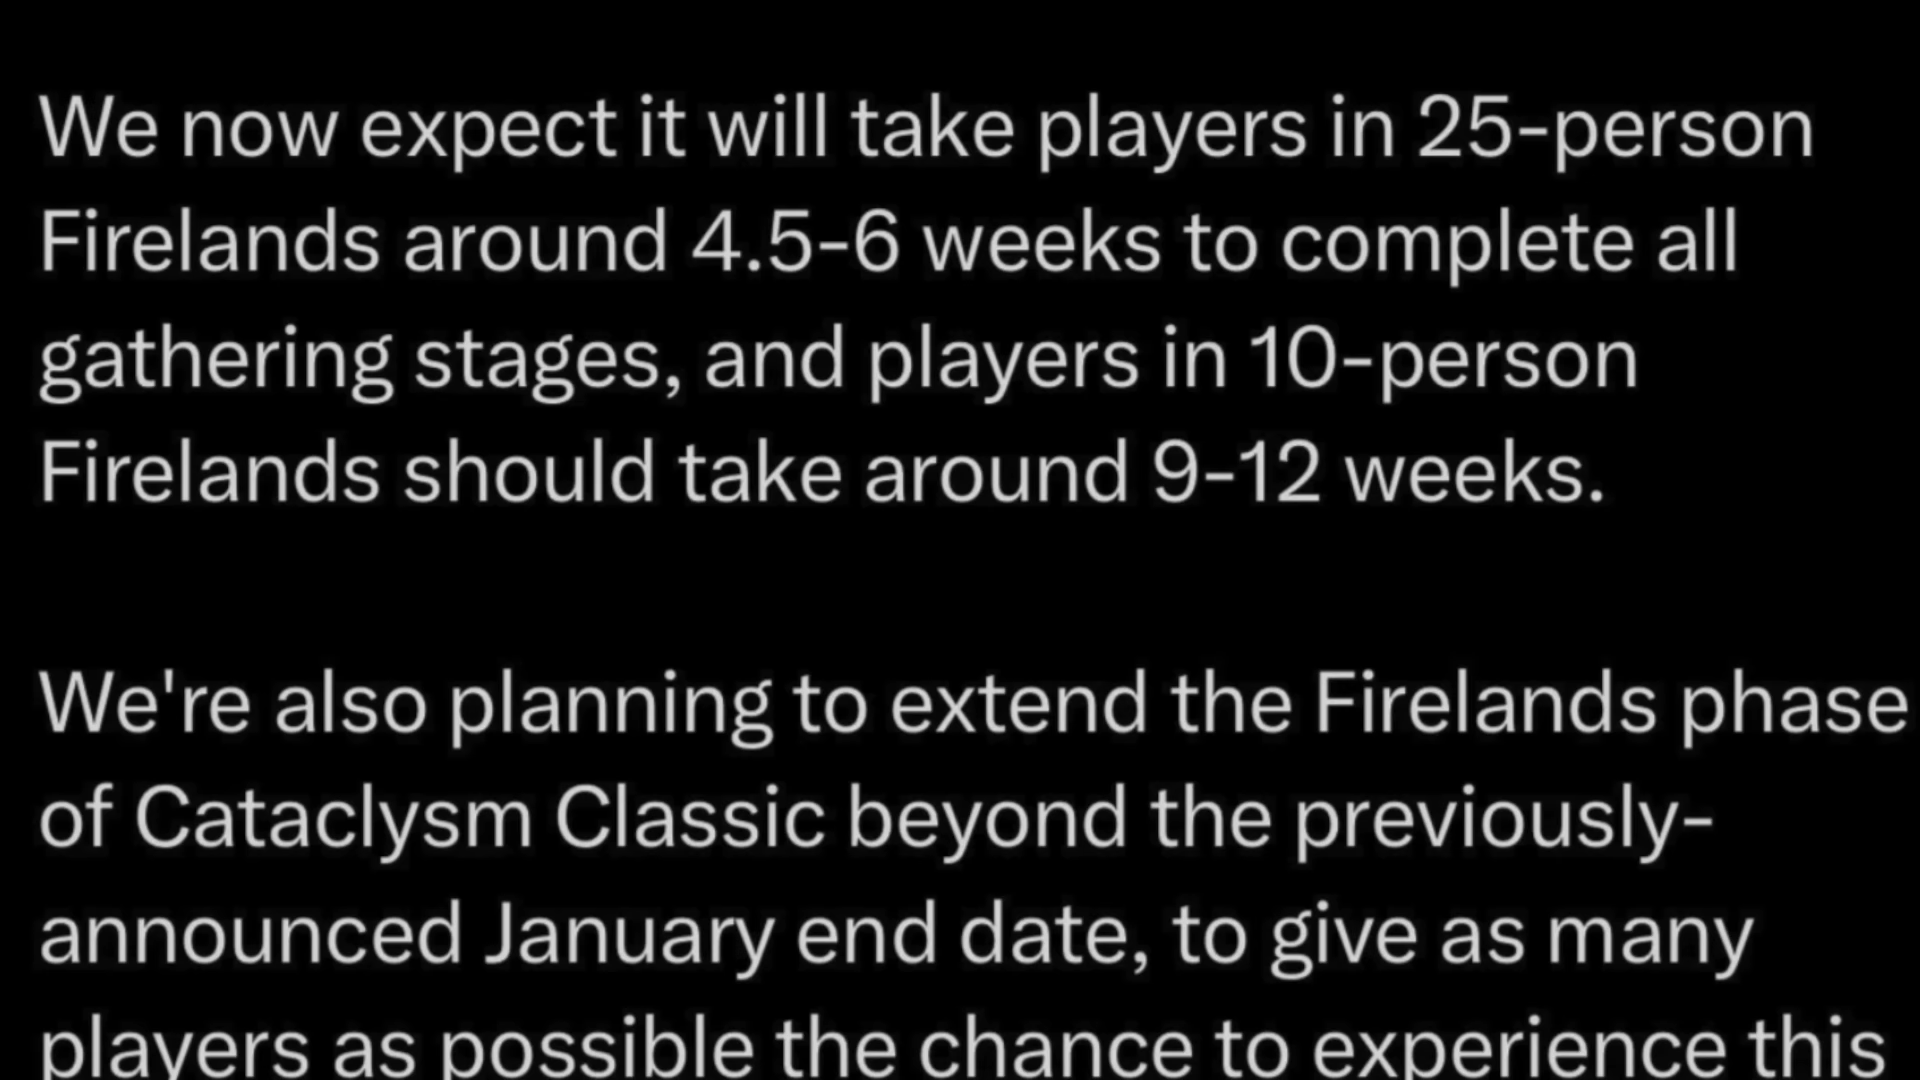 We now expect it will take players in 25-person
Firelands around 4.5-6 weeks to complete all
gathering stages, and players in 10-person
Firelands should take around 9-12 weeks.
We're also planning to extend the Firelands phase
of Cataclysm Classic beyond the previously-
announced January end date, to give as many
players as possible the chance to experience this